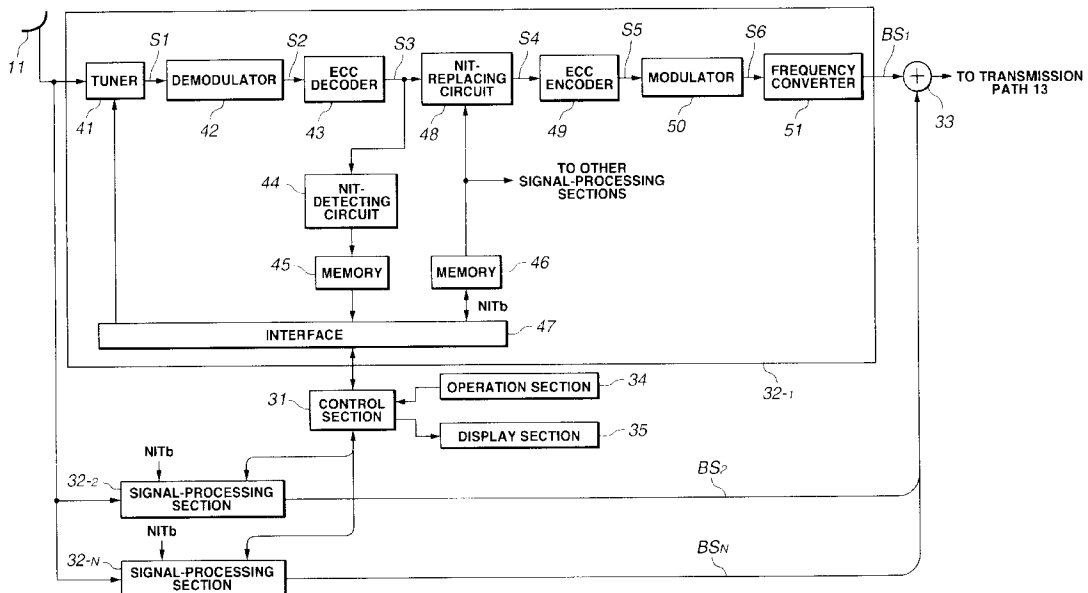 11
S1
S2
S3
S4
S5
S6
BS1
TUNER
DEMODULATOR
ECC
DECODER
NIT-
REPLACING
CIRCUIT
ECC
ENCODER
MODULATOR
FREQUENCY
CONVERTER
+
TO TRANSMISSION
PATH 13
41
42
43
48
49
50
51
33
44
NIT-
DETECTING
CIRCUIT
TO OTHER
SIGNAL-PROCESSING
SECTIONS
45
MEMORY
MEMORY
46
NITb
INTERFACE
47
32-1
31
CONTROL
SECTION
OPERATION SECTION
34
DISPLAY SECTION
35
NITb
32-2
SIGNAL-PROCESSING
SECTION
BS2
NITb
32-N
SIGNAL-PROCESSING
SECTION
BSN